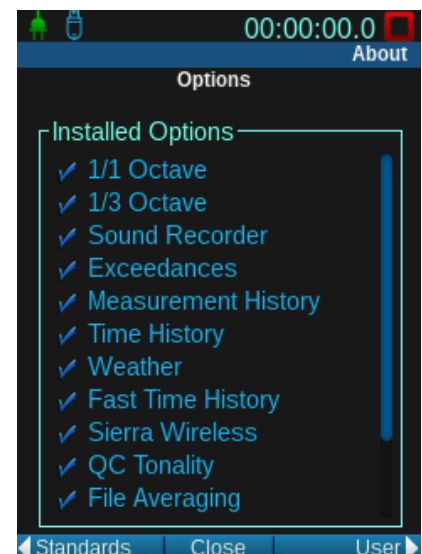 00:00:00.0
About
Options
Installed Options
1/1 Octave
1/3 Octave
Sound Recorder
Exceedances
Measurement History
Time History
Weather
Fast Time History
Sierra Wireless
QC Tonality
File Averaging
Standards Close User